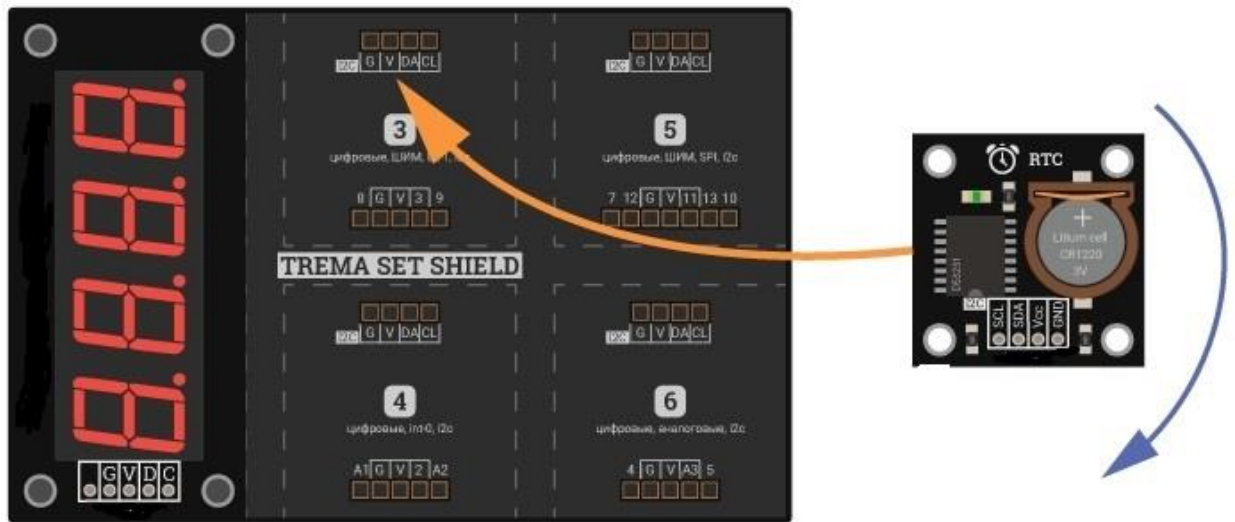 I2C G V DA CL
3
цифровые, ШИМ,
8 G V 3 9
I2C G V DA CL
5
цифровые, ШИМ, SPI, i2c
7 12 G V 11 13 10
TREMA SET SHIELD
I2C G V DA CL
4
цифровые, int-0, i2c
A1 G V 2 A2
I2C G V DA CL
6
цифровые, аналоговые, i2c
4 G V A3 5
G V D C
RTC
DS3231
+
Litium cell
CR1220
3V
I2C
SCL
SDA
Vcc
GND